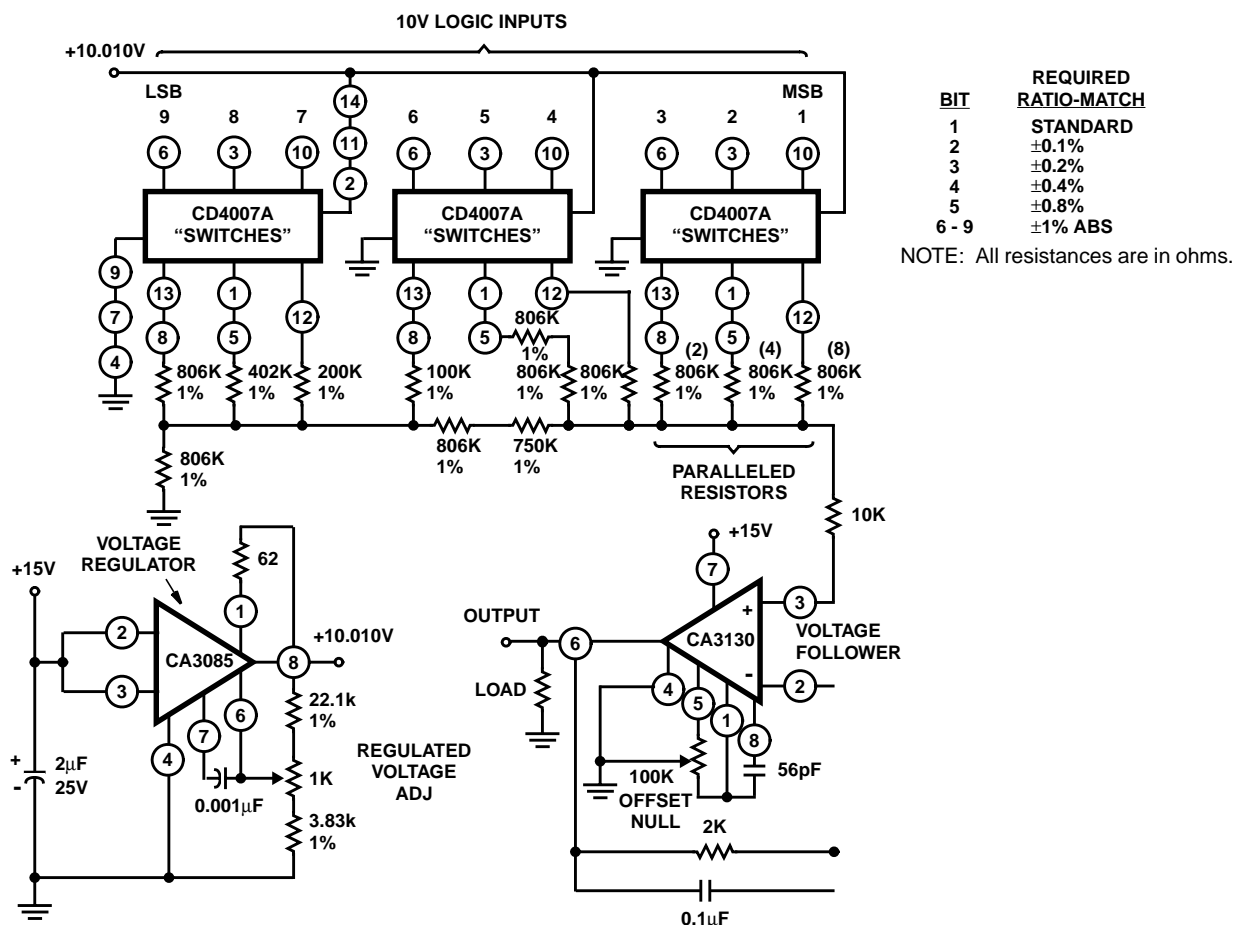 10V LOGIC INPUTS
+10.010V
LSB
MSB
9 8 7 6 5 4 3 2 1
14
11
2
6 3 10 6 3 10 6 3 10
CD4007A
“SWITCHES”
CD4007A
“SWITCHES”
CD4007A
“SWITCHES”
9
7
4
13 1 12
8 5
13 1 12
8 5
13 1 12
8 5
806K
1%
402K
1%
200K
1%
100K
1%
806K
1%
806K
1%
806K
1%
(2)
806K
1%
(4)
806K
1%
(8)
806K
1%
806K
1%
750K
1%
806K
1%
PARALLELED
RESISTORS
10K
REQUIRED
BIT RATIO-MATCH
1 STANDARD
2 ±0.1%
3 ±0.2%
4 ±0.4%
5 ±0.8%
6 - 9 ±1% ABS
NOTE: All resistances are in ohms.
VOLTAGE
REGULATOR
+15V
62
1
2
3
CA3085
+10.010V
8
6
7
4
22.1k
1%
1K
3.83k
1%
0.001μF
+
-
2μF
25V
REGULATED
VOLTAGE
ADJ
+15V
7
OUTPUT
6
CA3130
+
-
3
VOLTAGE
FOLLOWER
2
LOAD
4
5
1
8
56pF
100K
OFFSET
NULL
2K
0.1μF